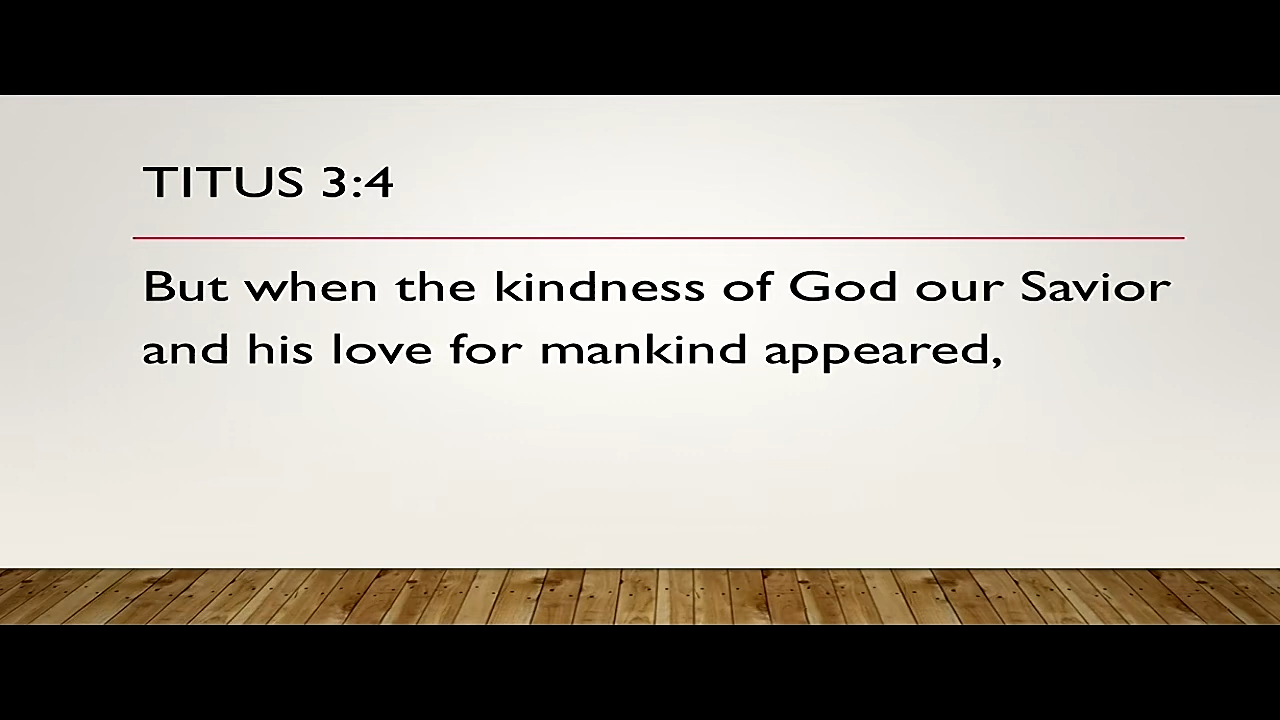 TITUS 3:4
But when the kindness of God our Savior
and his love for mankind appeared,